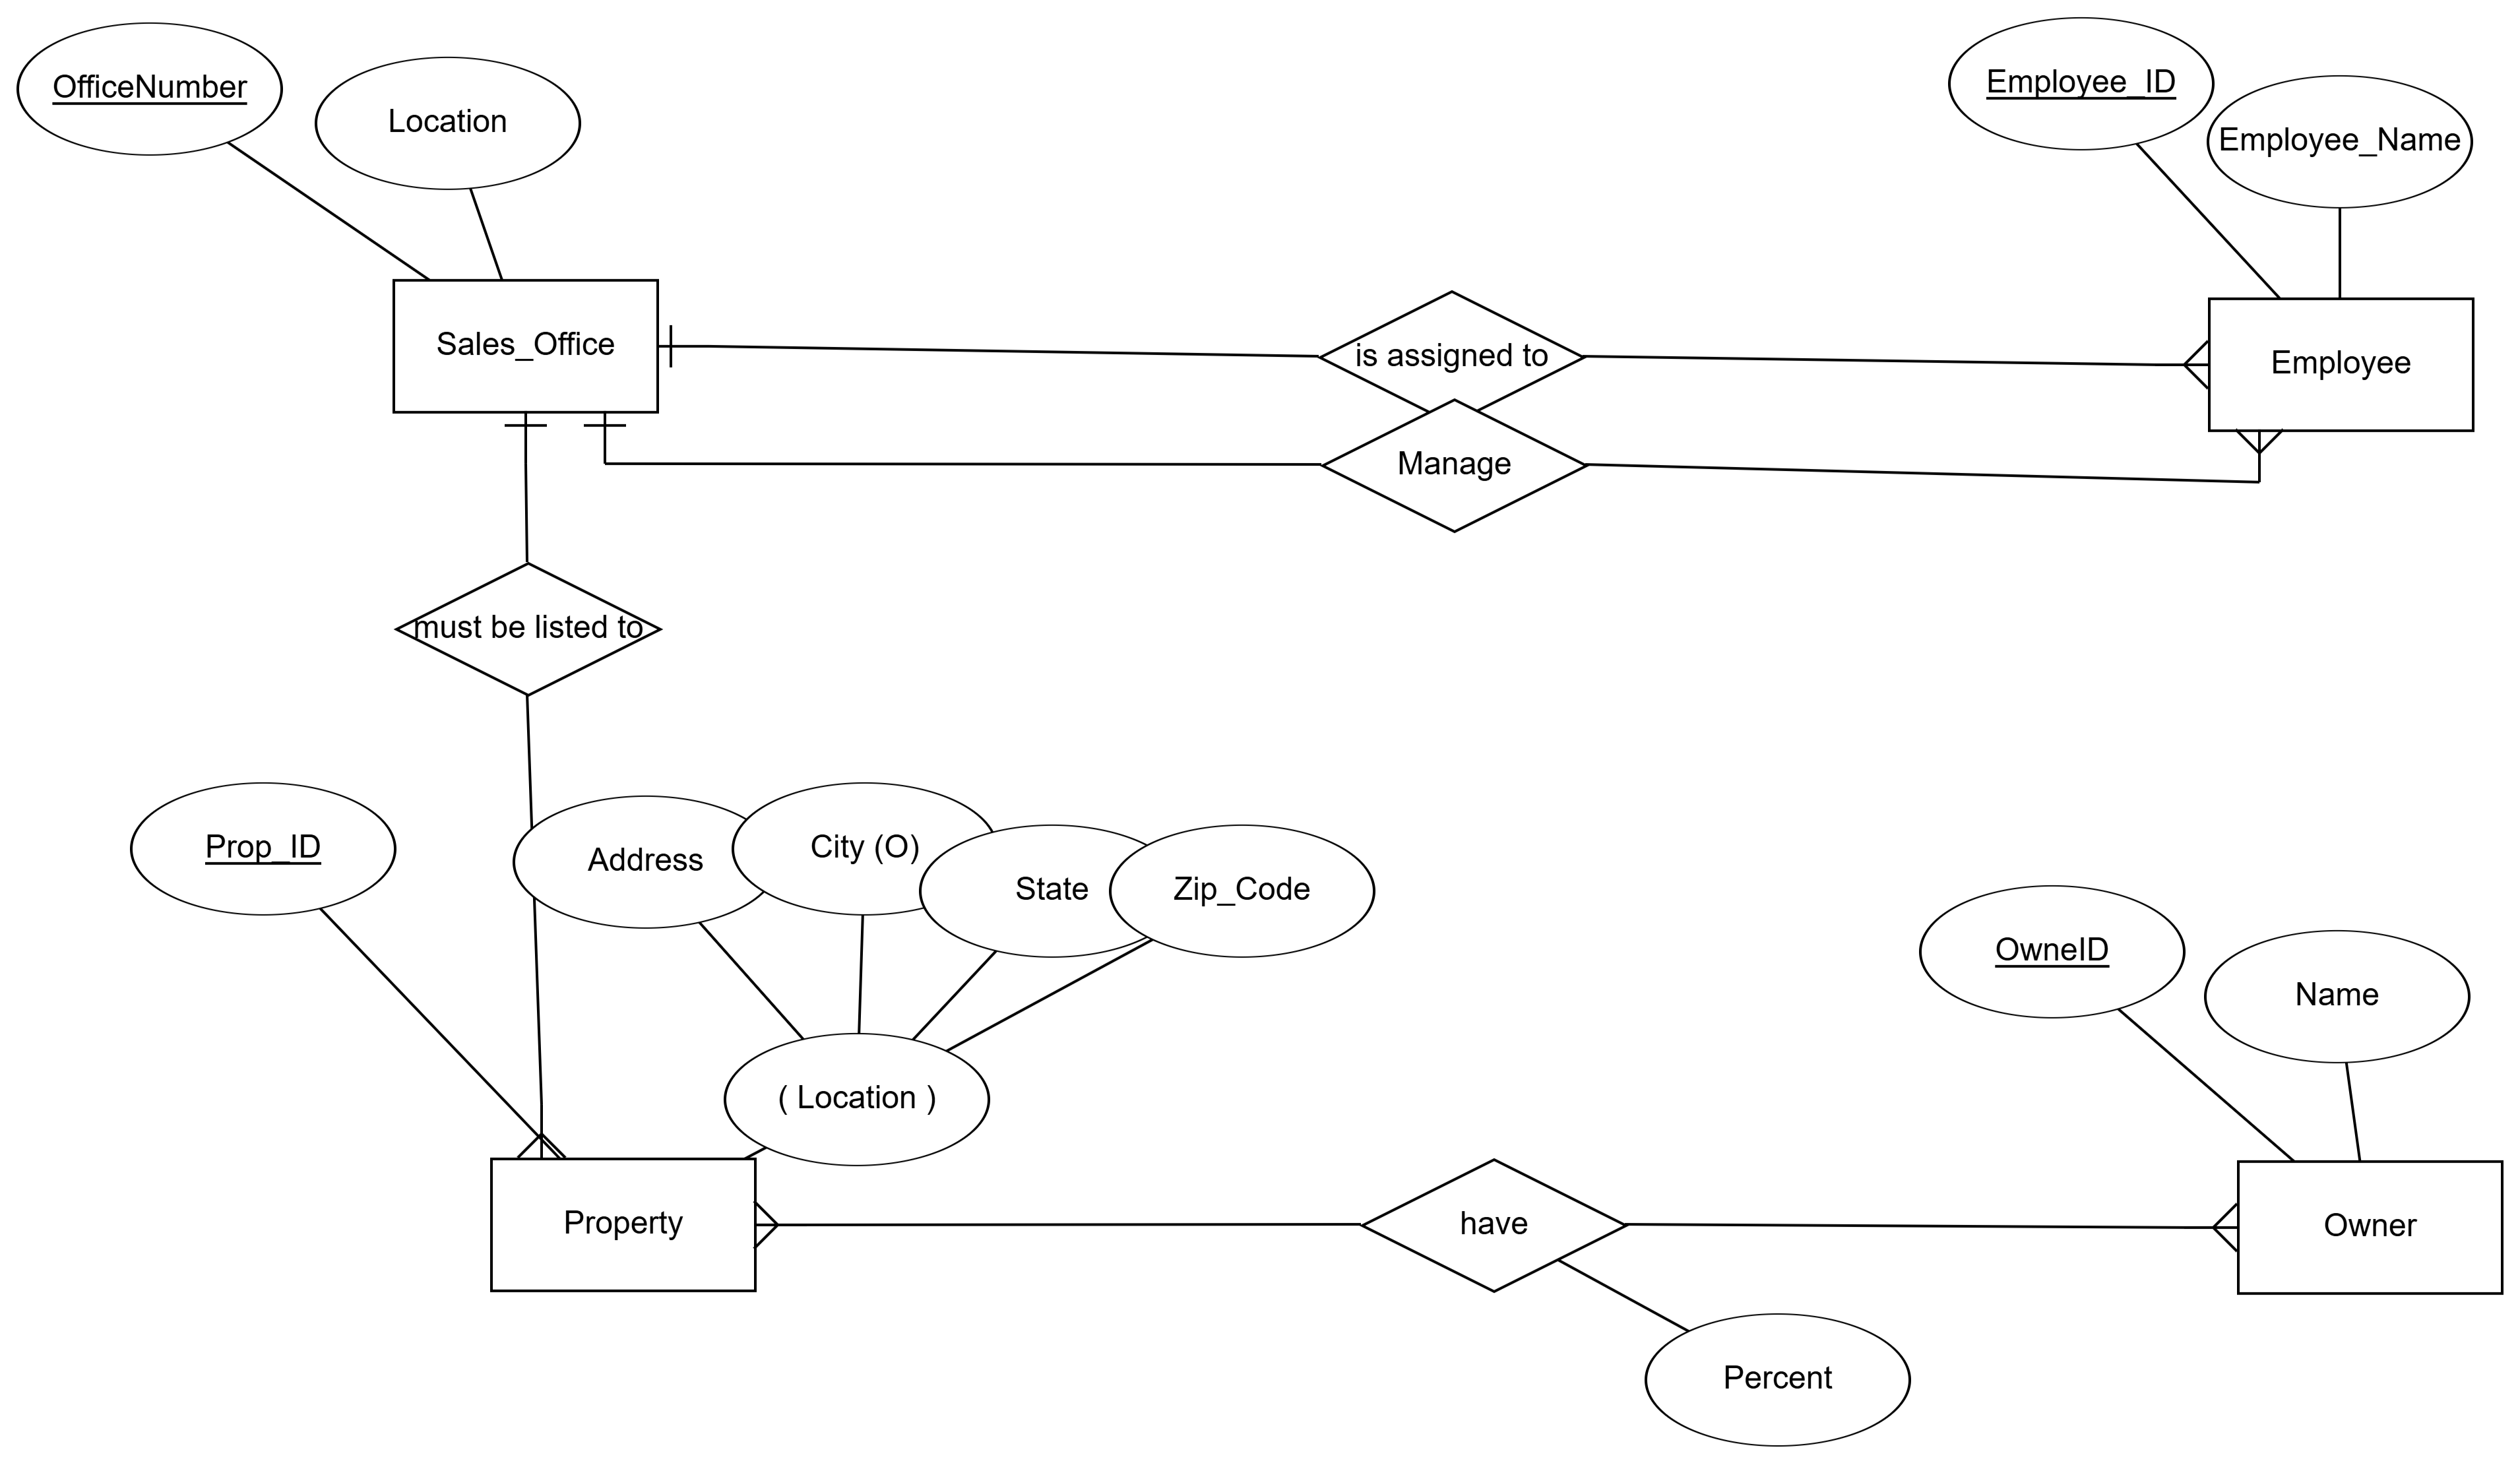 OfficeNumber
Location
Employee_ID
Employee_Name
Sales_Office
is assigned to
Employee
Manage
must be listed to
Prop_ID
Address
City (O)
State
Zip_Code
OwneID
Name
( Location )
Property
have
Owner
Percent